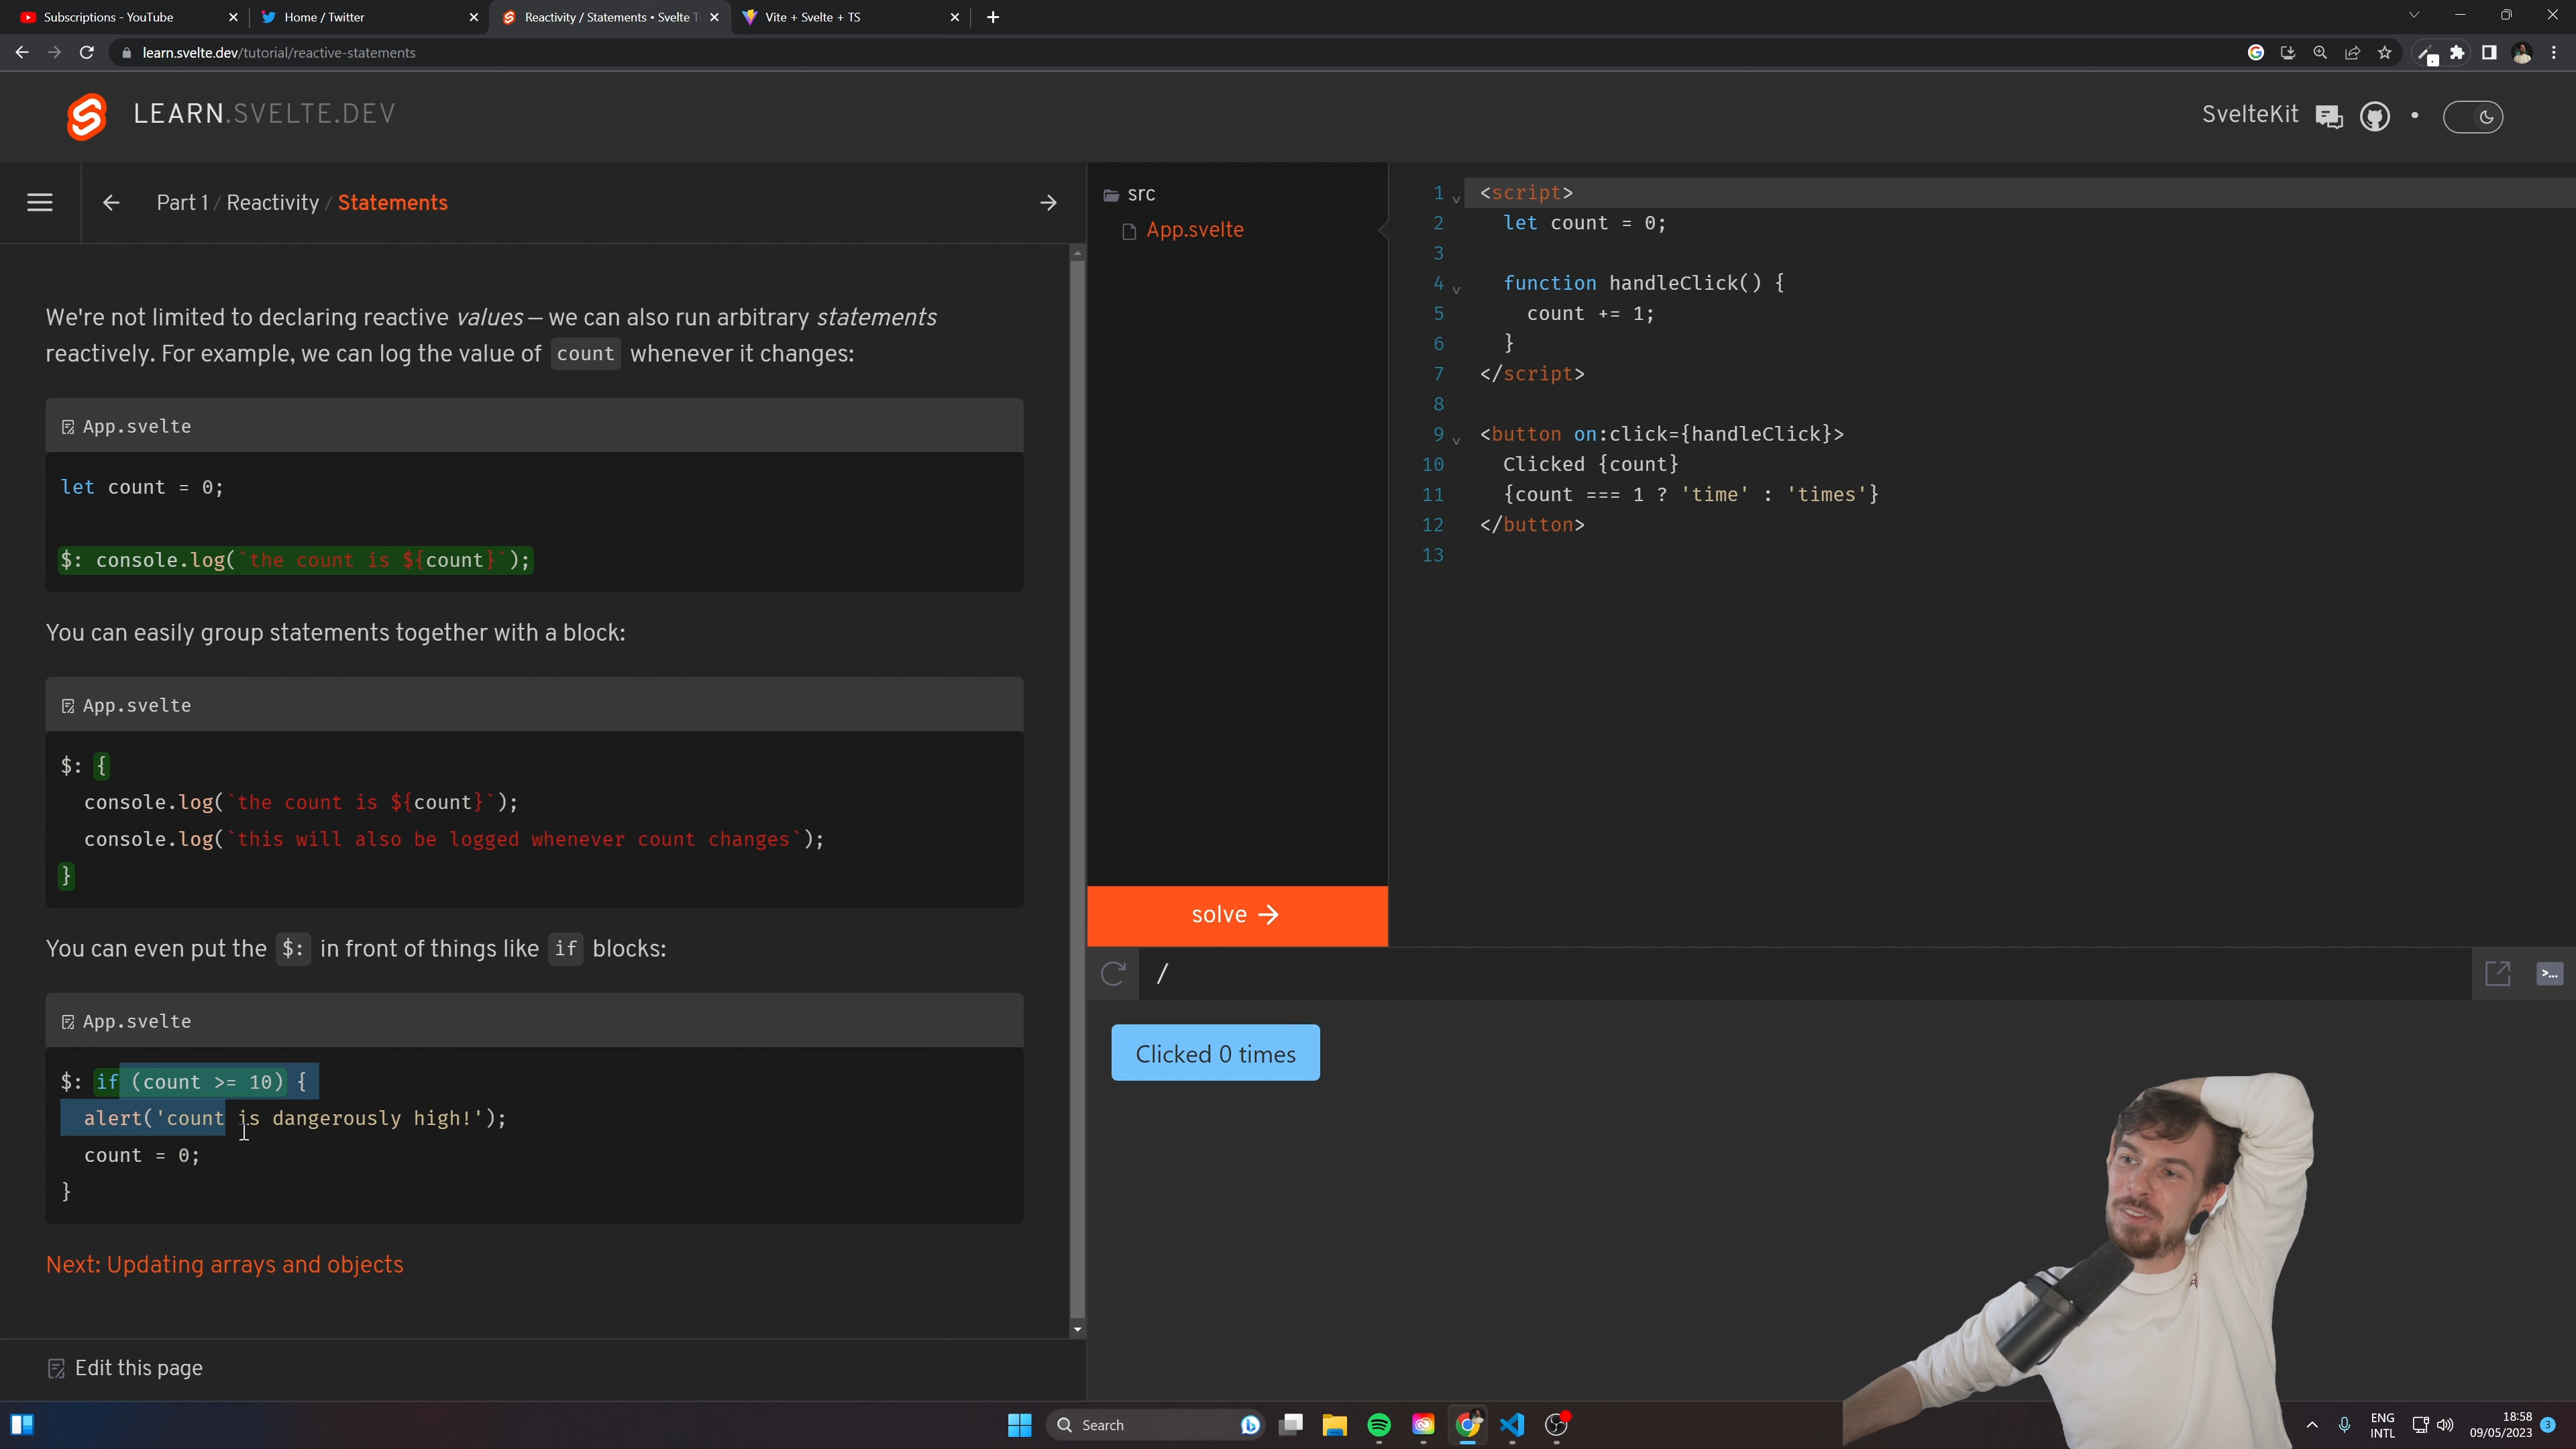 Subscriptions - YouTube
Home / Twitter
Reactivity / Statements • Svelte T
Vite + Svelte + TS
learn.svelte.dev/tutorial/reactive-statements
LEARN.SVELTE.DEV
SvelteKit
Part 1 / Reactivity / Statements
We're not limited to declaring reactive values — we can also run arbitrary statements
reactively. For example, we can log the value of count whenever it changes:
App.svelte
let count = 0;
$: console.log(`the count is ${count}`);
You can easily group statements together with a block:
App.svelte
$: {
console.log(`the count is ${count}`);
console.log(`this will also be logged whenever count changes`);
}
You can even put the $: in front of things like if blocks:
App.svelte
$: if (count >= 10) {
alert('count is dangerously high!');
count = 0;
}
Next: Updating arrays and objects
Edit this page
src
App.svelte
solve
1 <script>
2 let count = 0;
3
4 function handleClick() {
5 count += 1;
6 }
7 </script>
8
9 <button on:click={handleClick}>
10 Clicked {count}
11 {count === 1 ? 'time' : 'times'}
12 </button>
13
/
Clicked 0 times
Search
ENG
INTL
18:58
09/05/2023
3